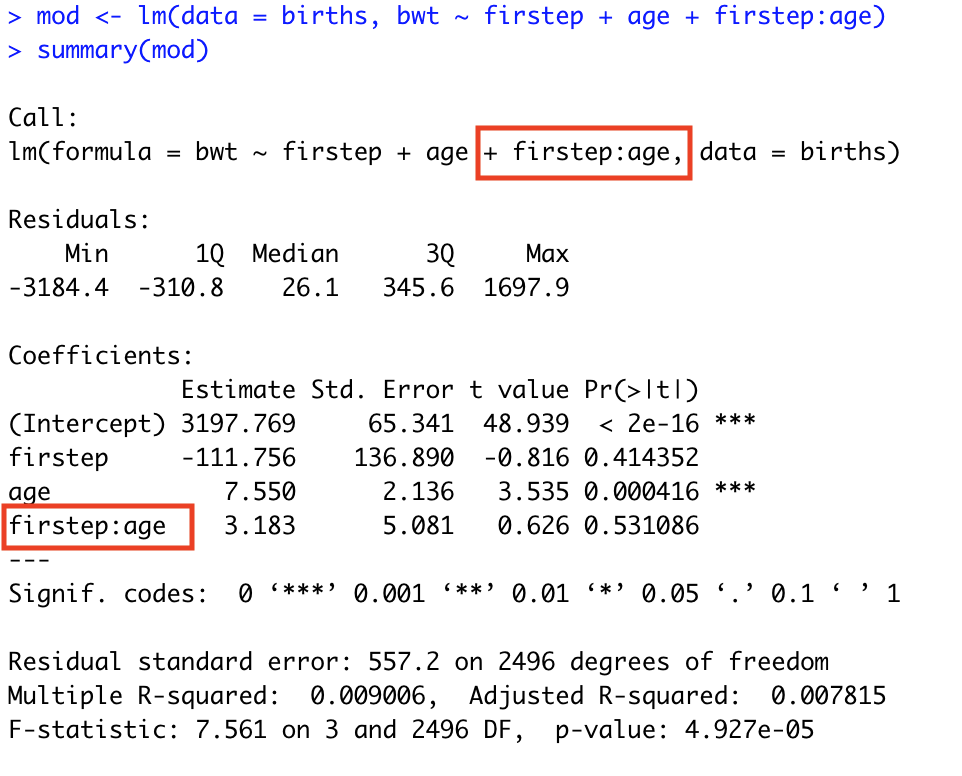 > mod <- lm(data = births, bwt ~ firstep + age + firstep:age)
> summary(mod)
Call:
lm(formula = bwt ~ firstep + age + firstep:age, data = births)
Residuals:
    Min      1Q  Median      3Q     Max
-3184.4  -310.8    26.1   345.6  1697.9
Coefficients:
            Estimate Std. Error t value Pr(>|t|)
(Intercept) 3197.769     65.341  48.939  < 2e-16 ***
firstep     -111.756    136.890  -0.816 0.414352
age            7.550      2.136   3.535 0.000416 ***
firstep:age    3.183      5.081   0.626 0.531086
---
Signif. codes:  0 ‘***’ 0.001 ‘**’ 0.01 ‘*’ 0.05 ‘.’ 0.1 ‘ ’ 1
Residual standard error: 557.2 on 2496 degrees of freedom
Multiple R-squared:  0.009006,  Adjusted R-squared:  0.007815
F-statistic: 7.561 on 3 and 2496 DF,  p-value: 4.927e-05